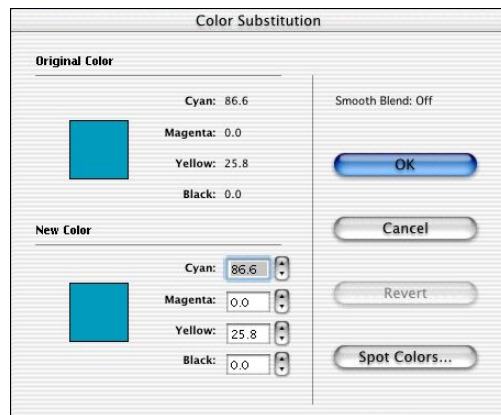 Color Substitution
Original Color
Cyan: 86.6
Magenta: 0.0
Yellow: 25.8
Black: 0.0
New Color
Cyan: 86.6
Magenta: 0.0
Yellow: 25.8
Black: 0.0
Smooth Blend: Off
OK
Cancel
Revert
Spot Colors...